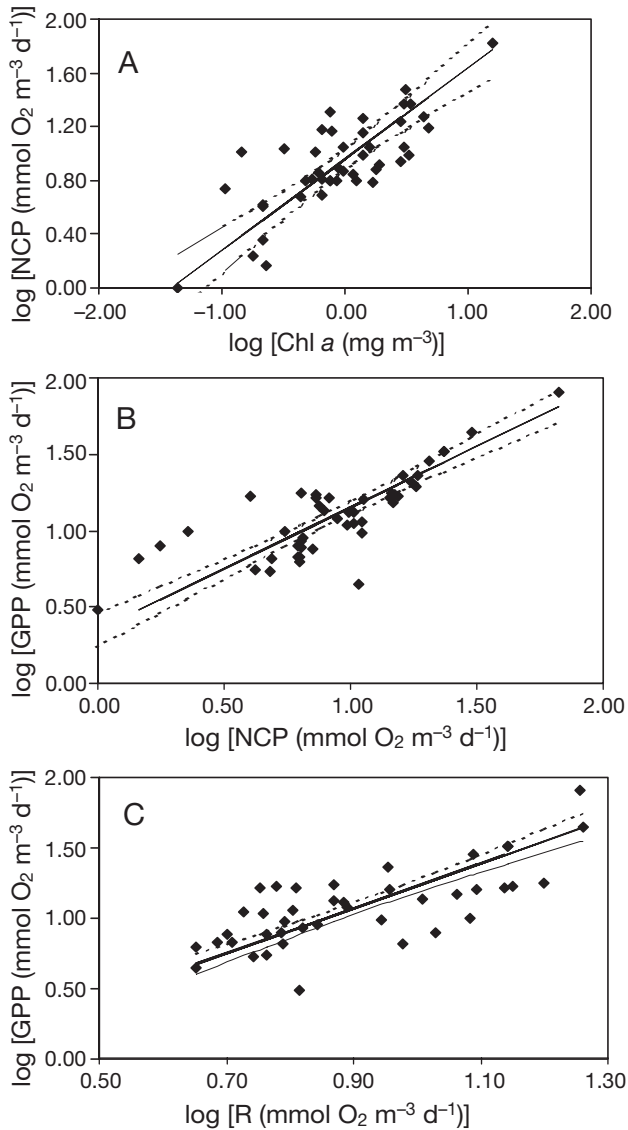 2.00
A
1.60
1.20
0.80
0.40
0.00
log [NCP (mmol O2 m–3 d–1)]
–2.00 –1.00 0.00 1.00 2.00
log [Chl a (mg m–3)]
2.00
B
1.50
1.00
0.50
0.00
log [GPP (mmol O2 m–3 d–1)]
0.00 0.50 1.00 1.50 2.00
log [NCP (mmol O2 m–3 d–1)]
2.00
C
1.50
1.00
0.50
0.00
log [GPP (mmol O2 m–3 d–1)]
0.50 0.70 0.90 1.10 1.30
log [R (mmol O2 m–3 d–1)]